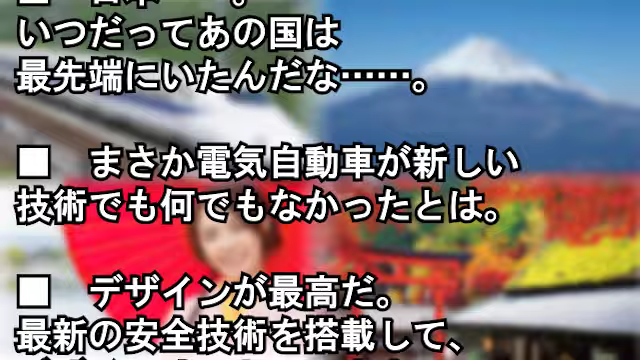 いつだってあの国は
最先端にいたんだな……。
■　まさか電気自動車が新しい
技術でも何でもなかったとは。
■　デザインが最高だ。
最新の安全技術を搭載して、